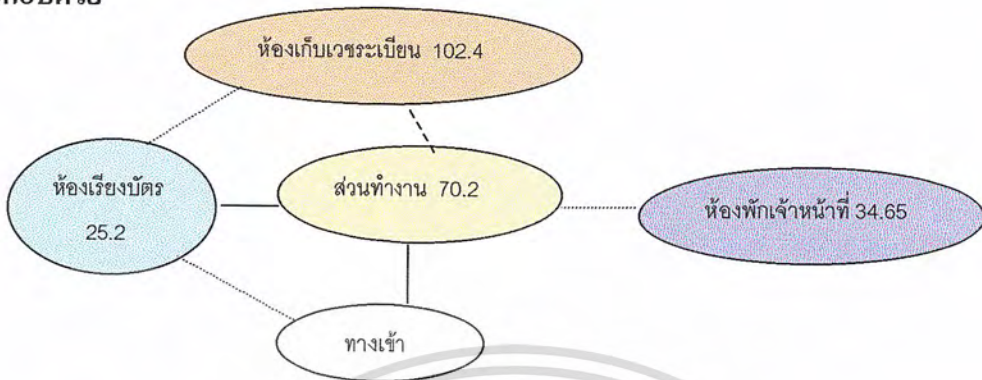 ห้องเก็บเวชระเบียน 102.4
ห้องเรียงบัตร
25.2
ส่วนทำงาน 70.2
ห้องพักเจ้าหน้าที่ 34.65
ทางเข้า